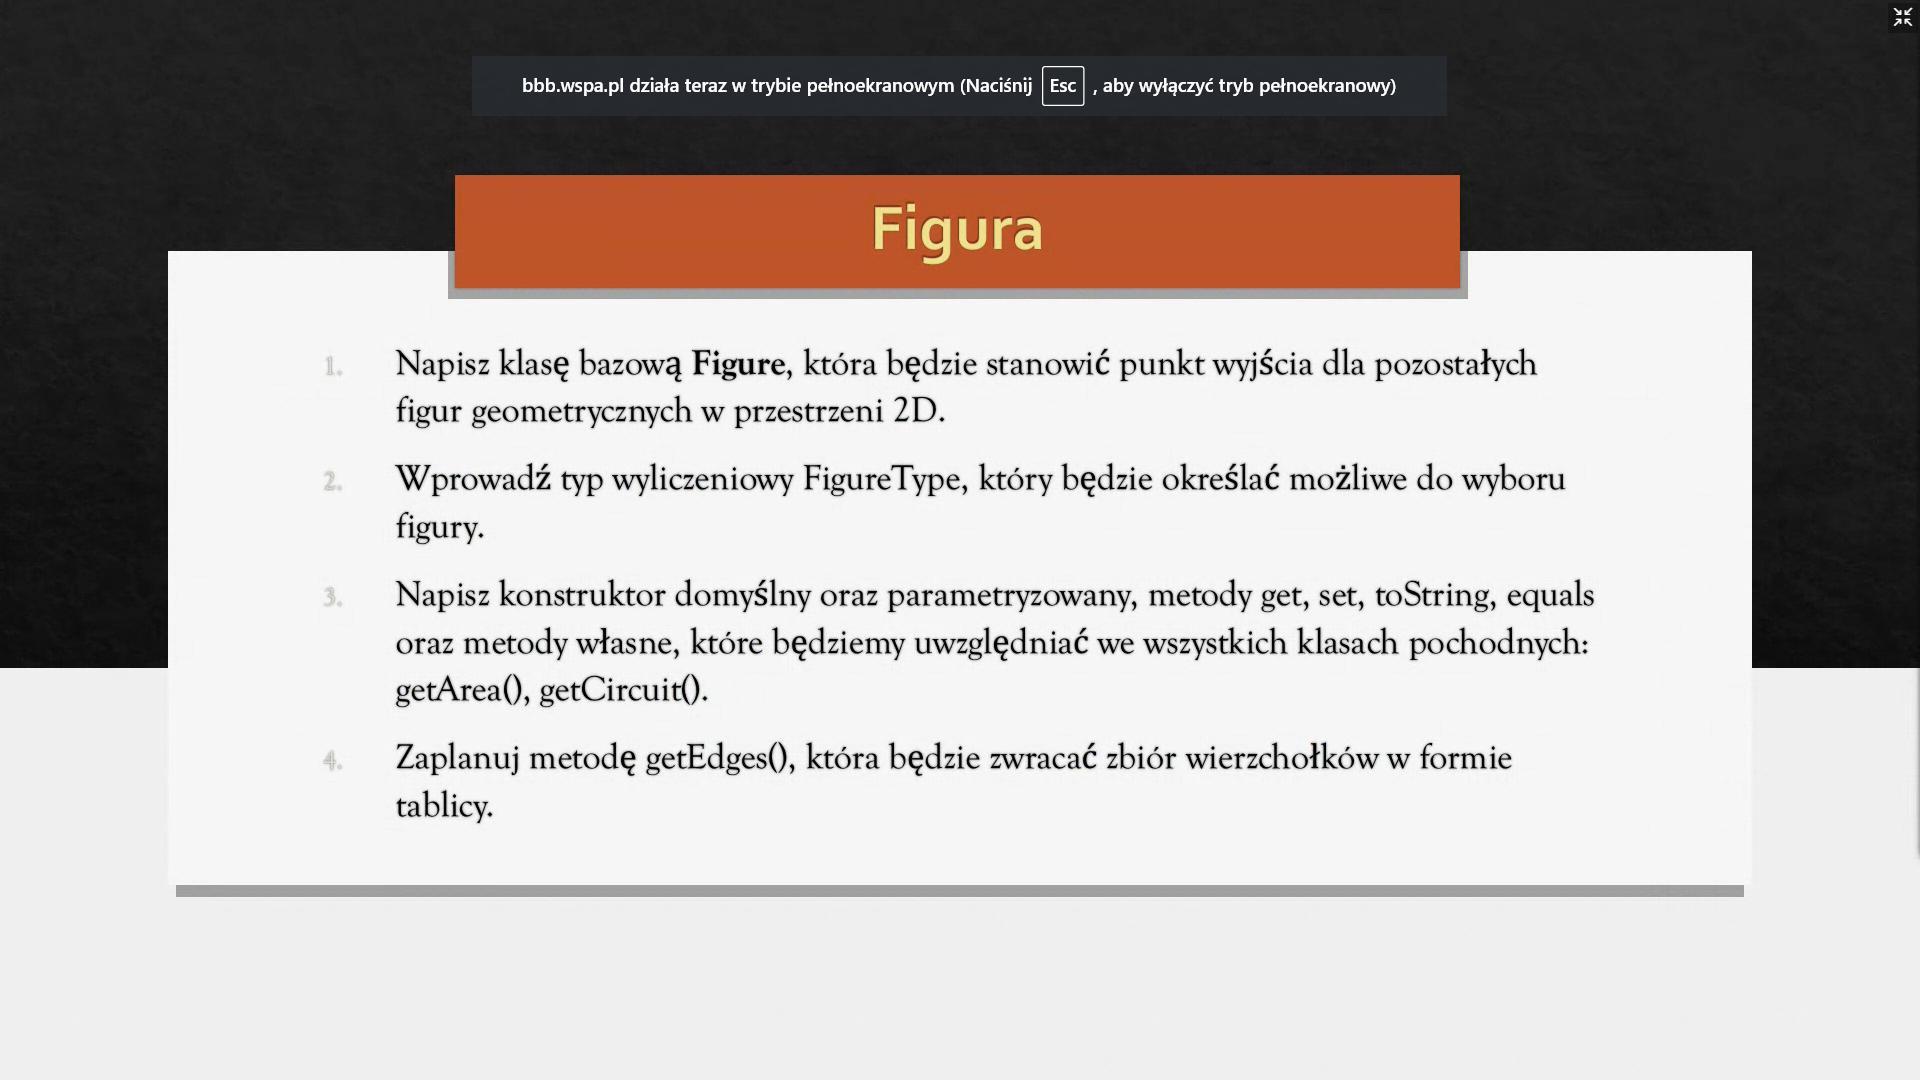 bbb.wspa.pl działa teraz w trybie pełnoekranowym (Naciśnij Esc , aby wyłączyć tryb pełnoekranowy)
Figura
1. Napisz klasę bazową Figure, która będzie stanowić punkt wyjścia dla pozostałych
figur geometrycznych w przestrzeni 2D.
2. Wprowadź typ wyliczeniowy FigureType, który będzie określać możliwe do wyboru
figury.
3. Napisz konstruktor domyślny oraz parametryzowany, metody get, set, toString, equals
oraz metody własne, które będziemy uwzględniać we wszystkich klasach pochodnych:
getArea(), getCircuit().
4. Zaplanuj metodę getEdges(), która będzie zwracać zbiór wierzchołków w formie
tablicy.